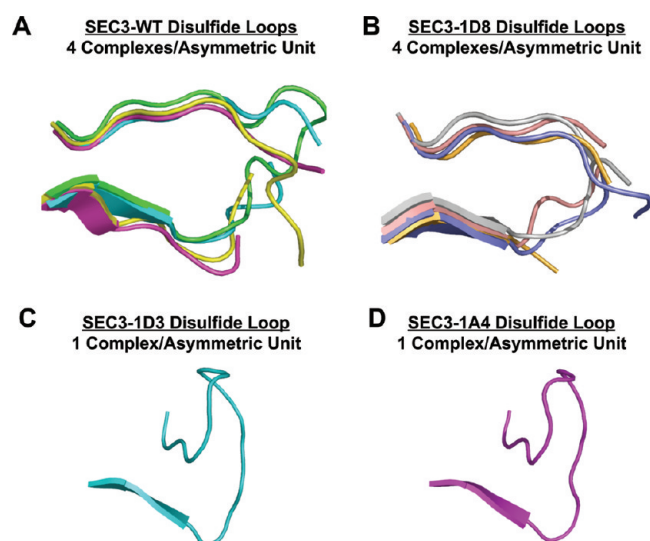 A
SEC3-WT Disulfide Loops
4 Complexes/Asymmetric Unit
B
SEC3-1D8 Disulfide Loops
4 Complexes/Asymmetric Unit
C
SEC3-1D3 Disulfide Loop
1 Complex/Asymmetric Unit
D
SEC3-1A4 Disulfide Loop
1 Complex/Asymmetric Unit